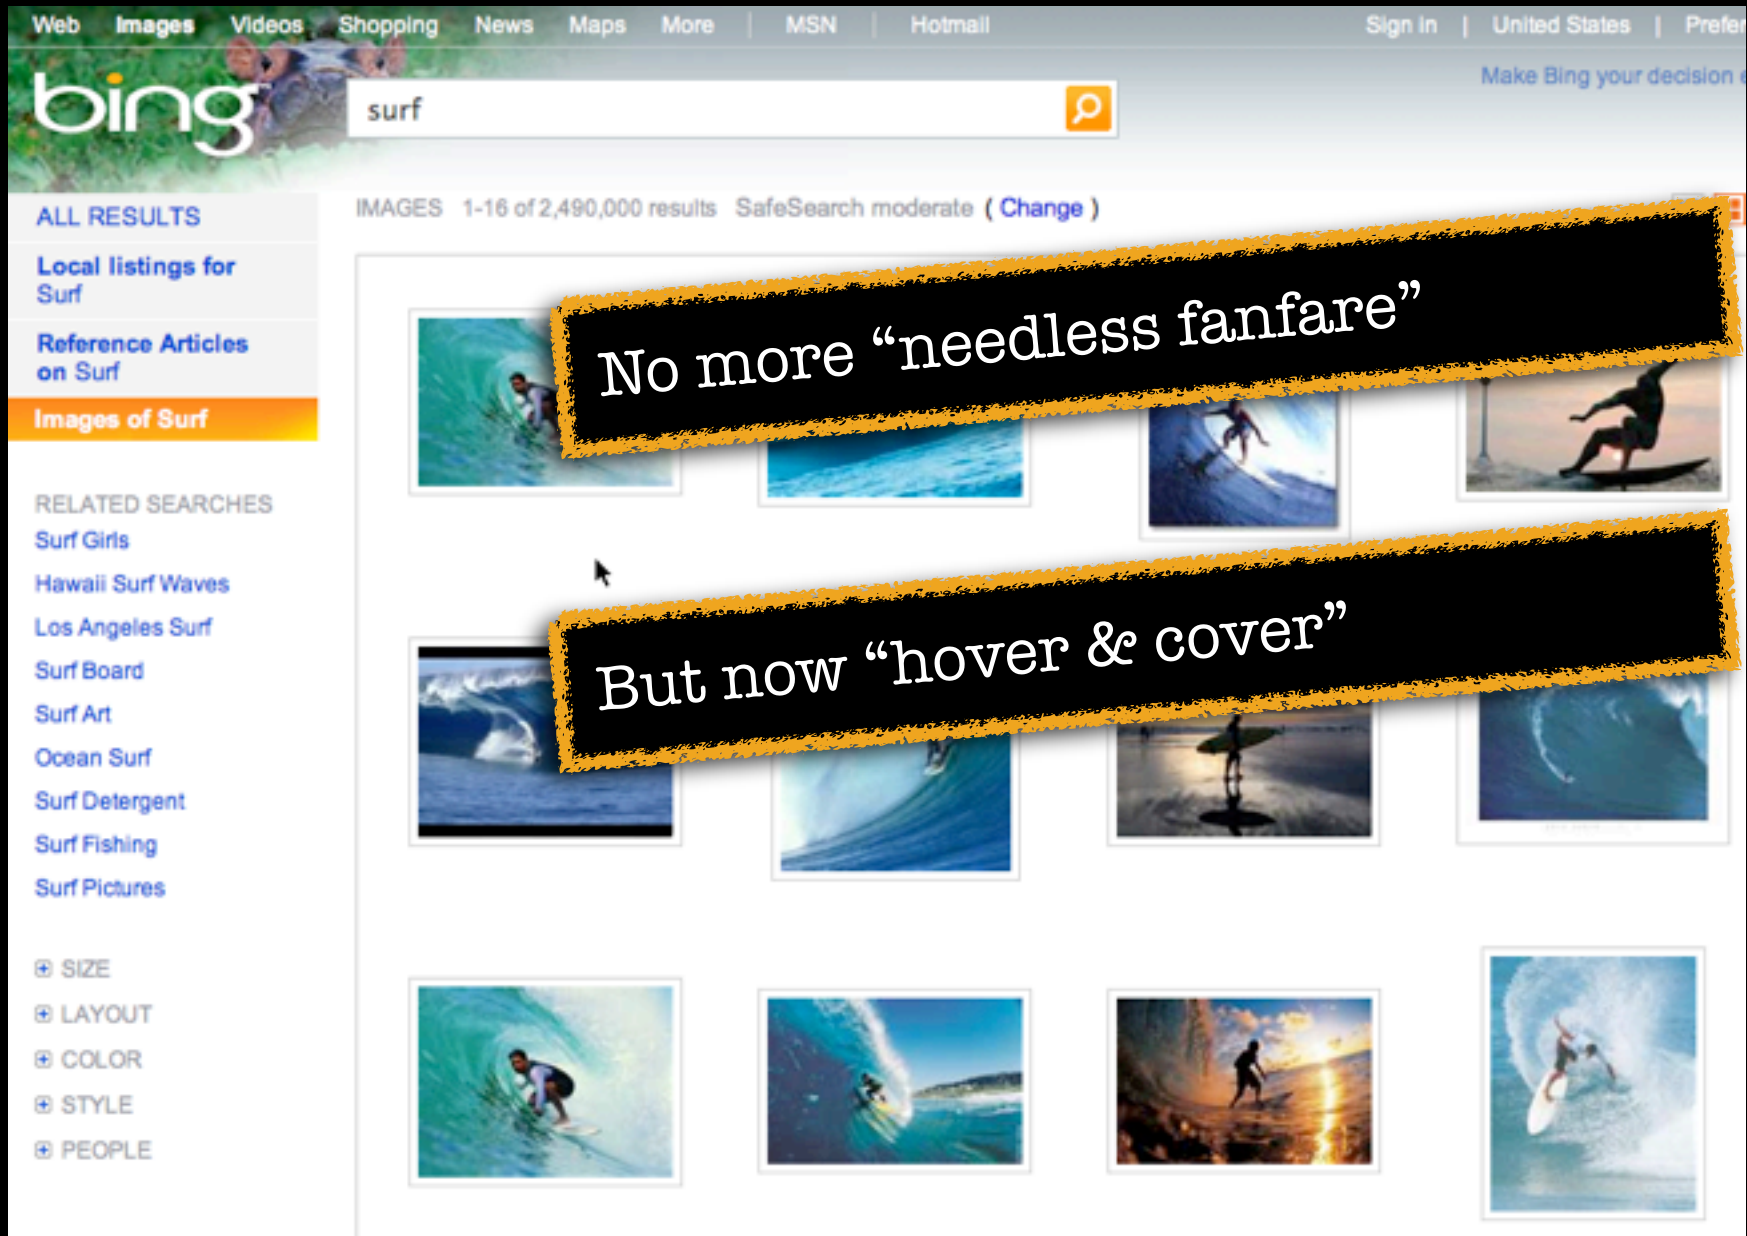 Web Images Videos Shopping News Maps More | MSN | Hotmail Sign in | United States | Prefer
Make Bing your decision e
bing
surf
IMAGES 1-16 of 2,490,000 results SafeSearch moderate ( Change )
ALL RESULTS
Local listings for
Surf
Reference Articles
on Surf
Images of Surf
No more “needless fanfare”
But now “hover & cover”
RELATED SEARCHES
Surf Girls
Hawaii Surf Waves
Los Angeles Surf
Surf Board
Surf Art
Ocean Surf
Surf Detergent
Surf Fishing
Surf Pictures
SIZE
LAYOUT
COLOR
STYLE
PEOPLE